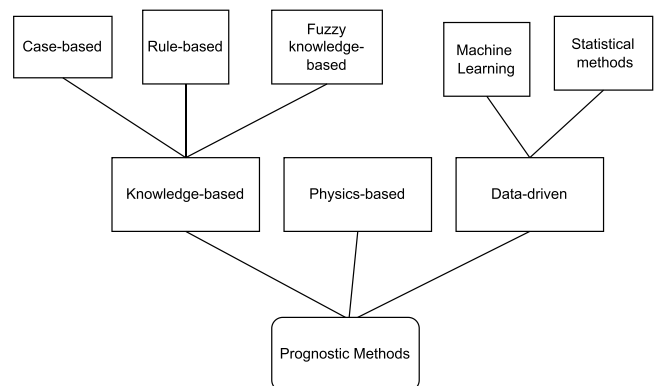 Case-based
Rule-based
Fuzzy
knowledge-
based
Machine
Learning
Statistical
methods
Knowledge-based
Physics-based
Data-driven
Prognostic Methods